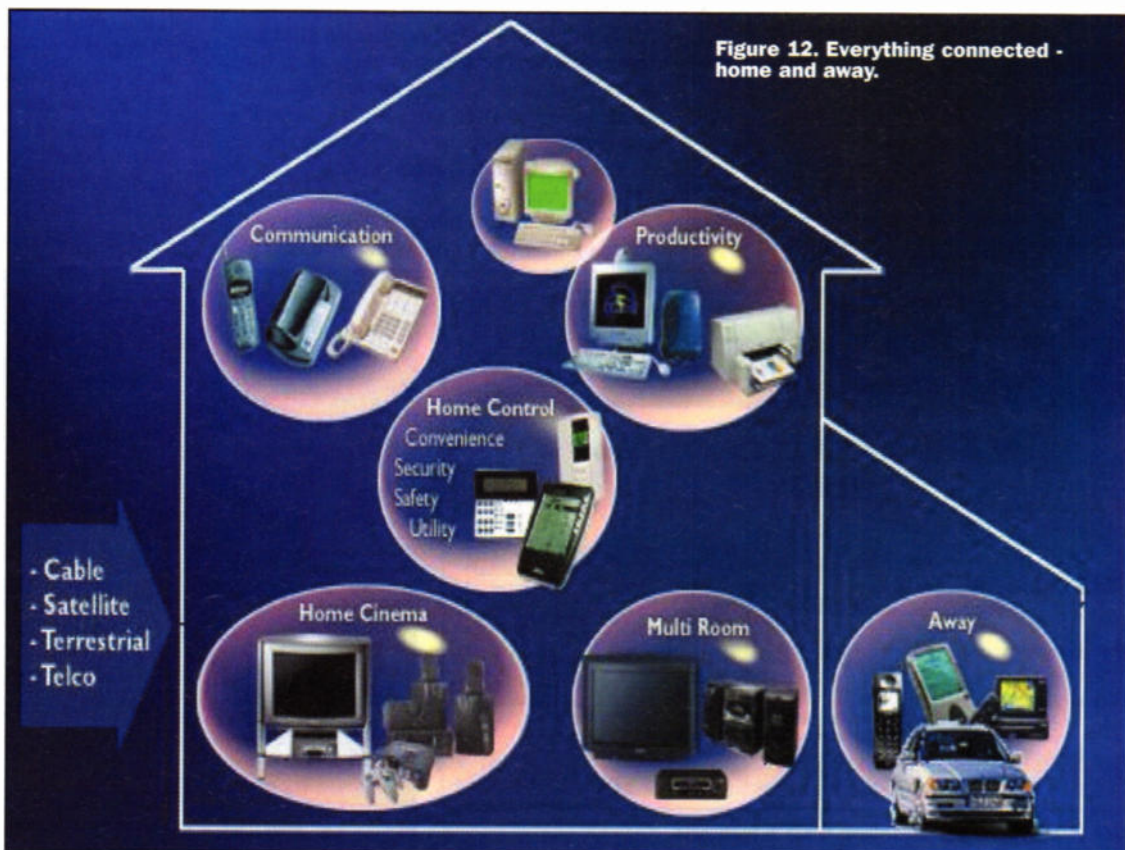 Figure 12. Everything connected -
home and away.
Communication
Productivity
Home Control
Convenience
Security
Safety
Utility
- Cable
- Satellite
- Terrestrial
- Telco
Home Cinema
Multi Room
Away